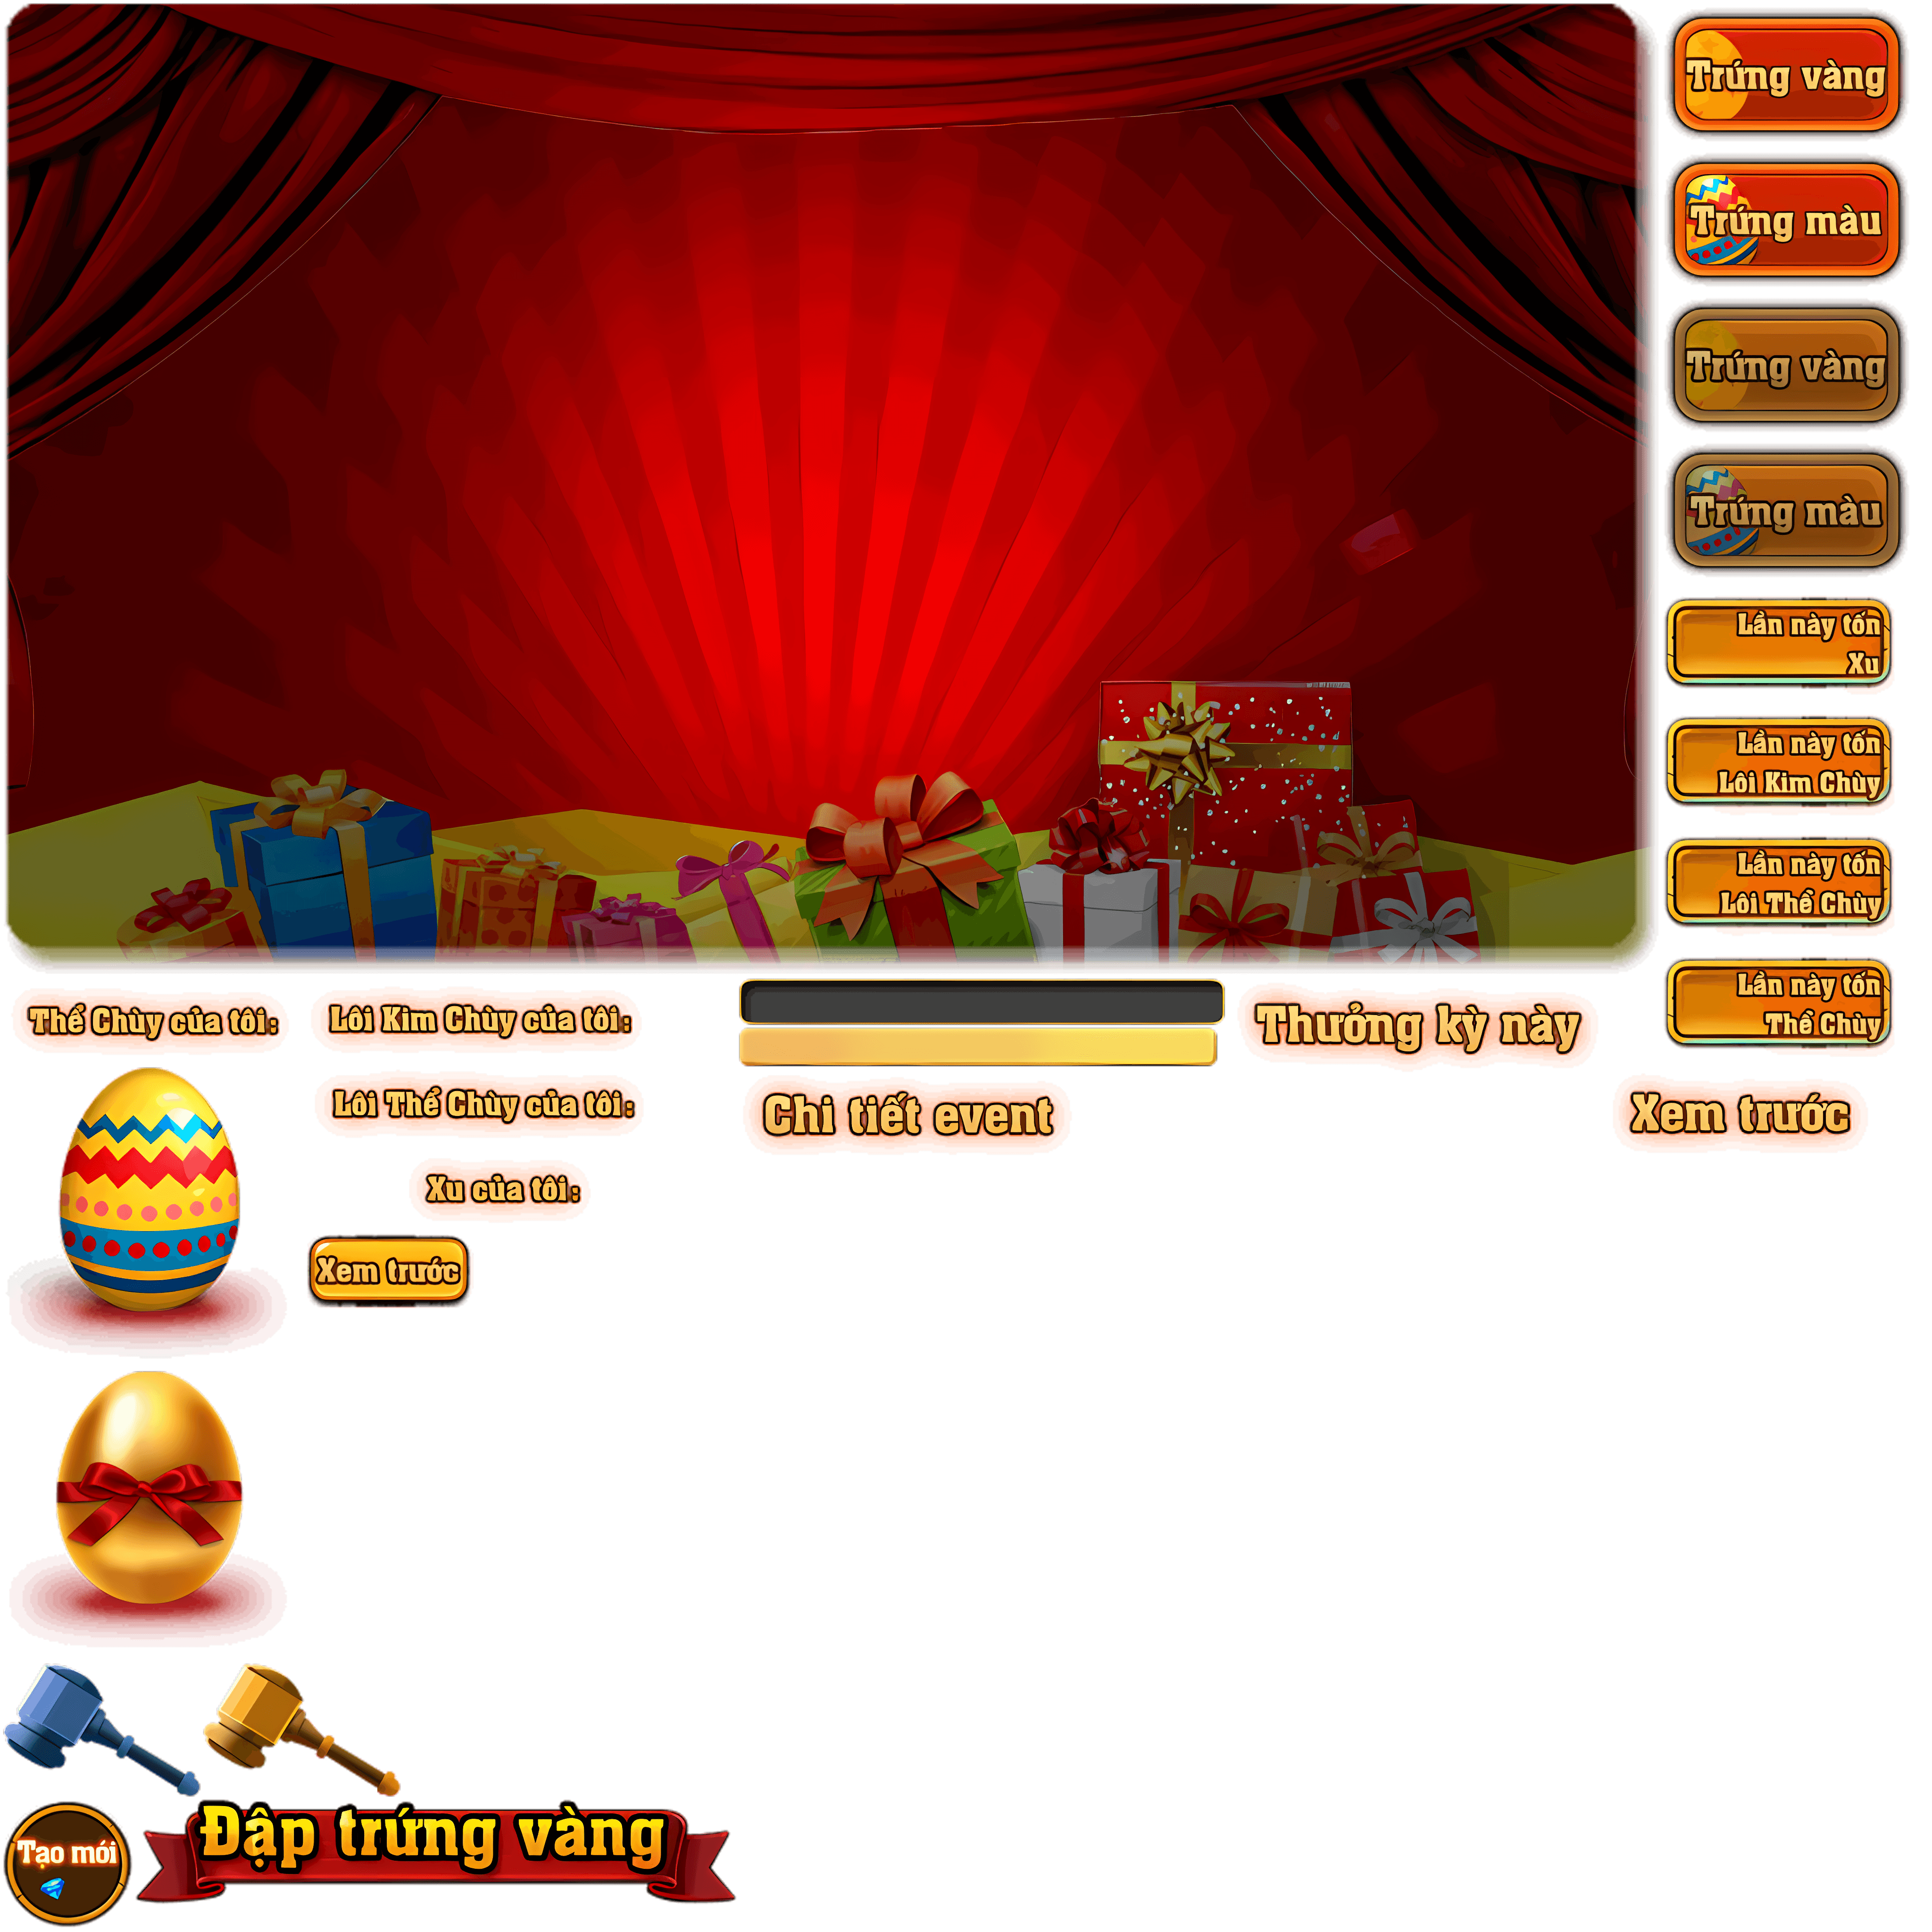 Trứng vàng
Trứng màu
Trứng vàng
Trứng màu
Lần này tốn
Xu
Lần này tốn
Lôi Kim Chùy
Lần này tốn
Lôi Thể Chùy
Lần này tốn
Thể Chùy
Thể Chùy của tôi:
Lôi Kim Chùy của tôi:
Thưởng kỳ này
Lôi Thể Chùy của tôi:
Chi tiết event
Xem trước
Xu của tôi:
Xem trước
Đập trứng vàng
Tạo mói